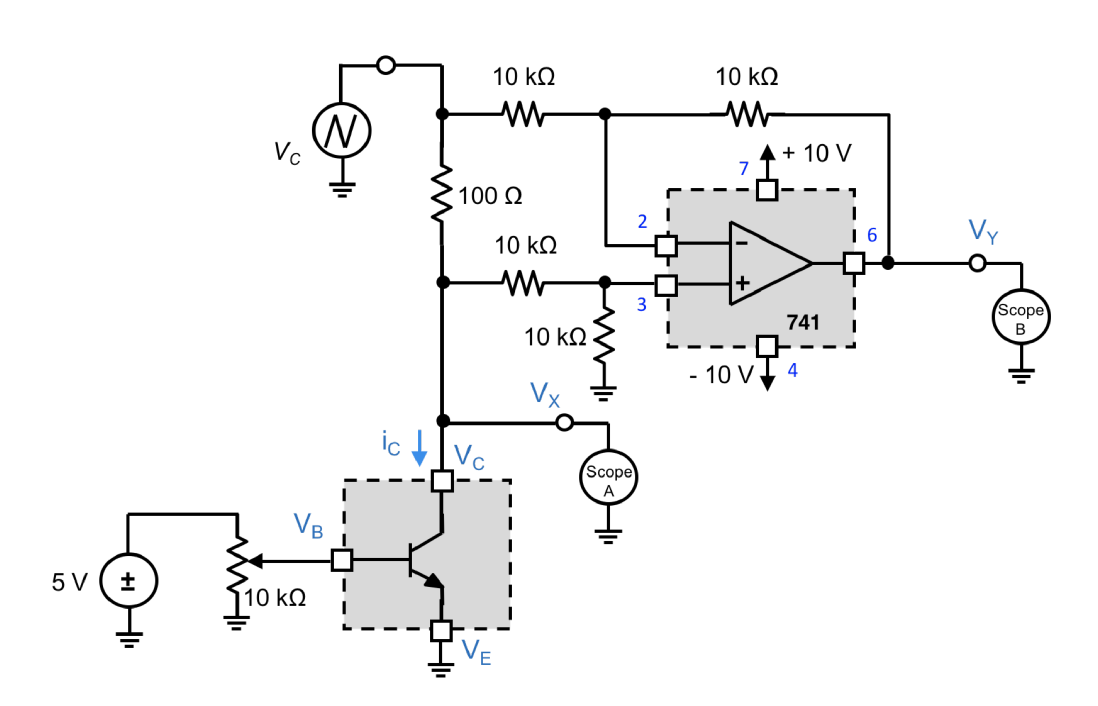 10 kΩ
10 kΩ
V_C
+ 10 V
7
100 Ω
2
10 kΩ
6
V_Y
-
+
3
741
Scope
B
10 kΩ
- 10 V
4
V_X
i_C
V_C
Scope
A
V_B
5 V
±
10 kΩ
V_E